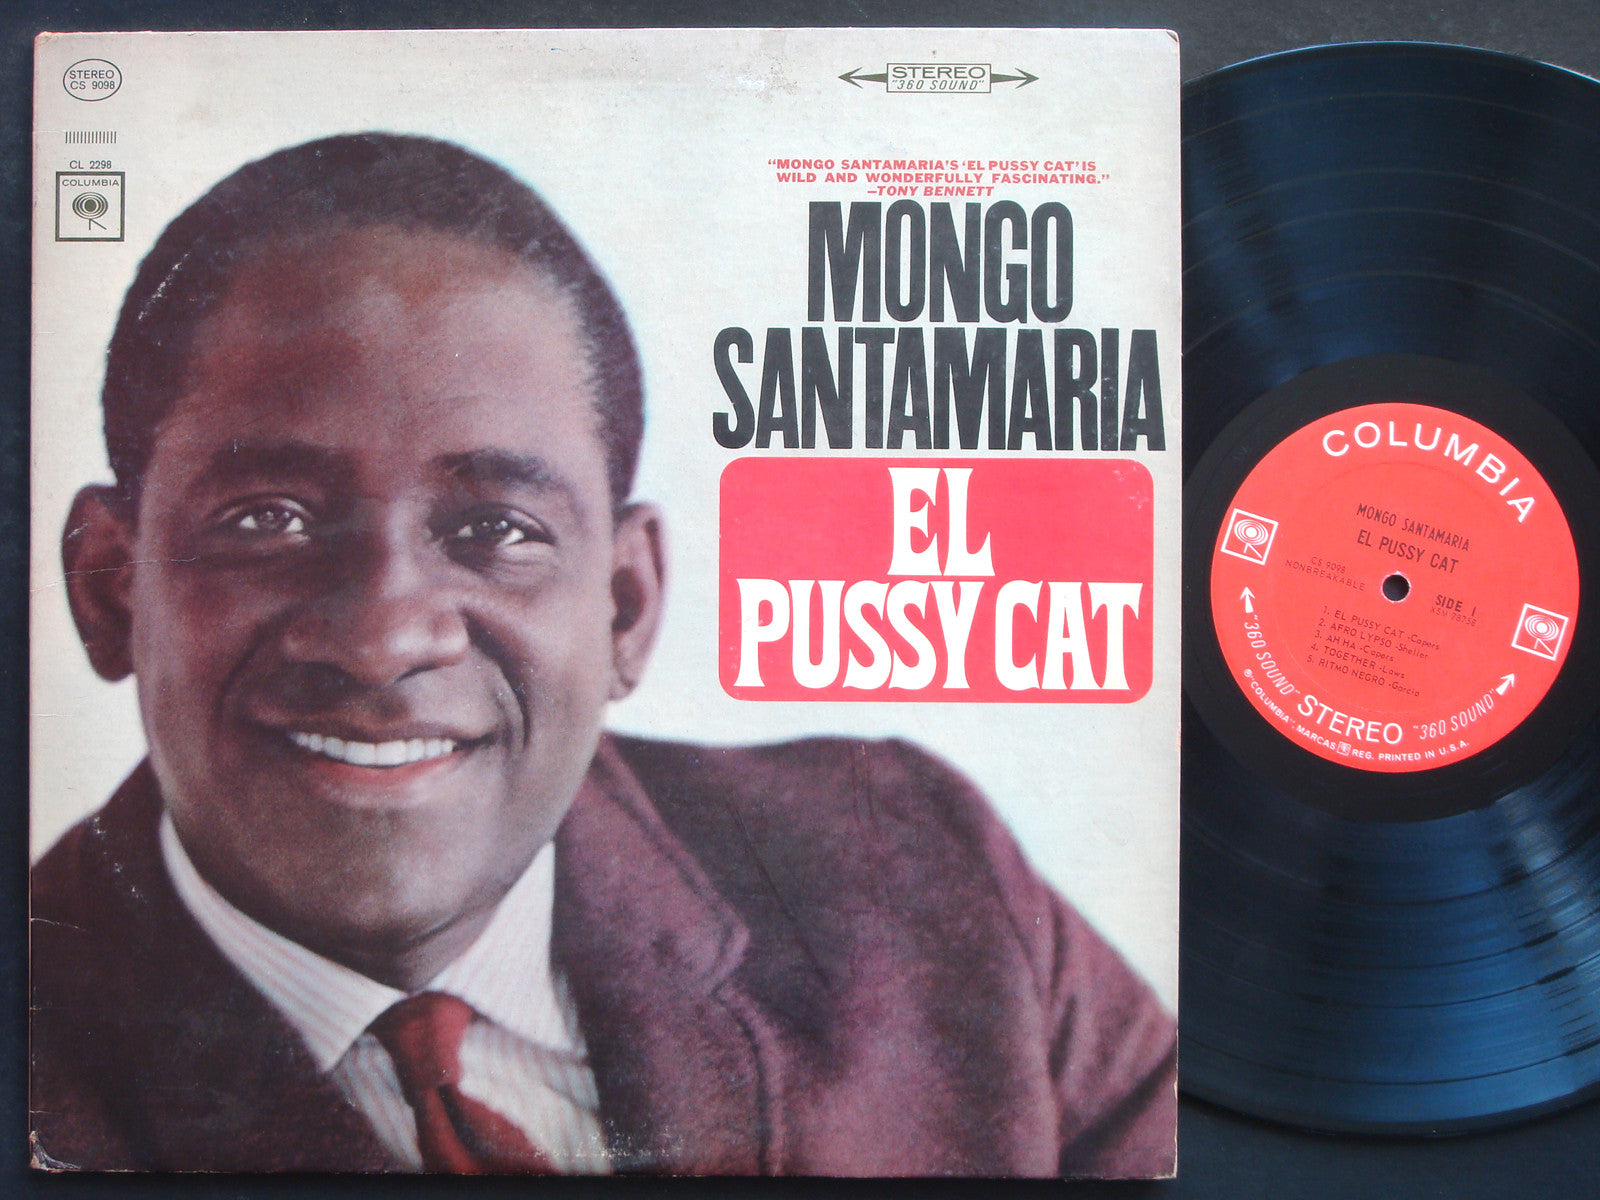 STEREO
CS 9098
CL 2298
COLUMBIA
STEREO
"360 SOUND"
"MONGO SANTAMARIA'S 'EL PUSSY CAT' IS
WILD AND WONDERFULLY FASCINATING."
—TONY BENNETT
MONGO
SANTAMARIA
EL
PUSSY CAT
COLUMBIA
MONGO SANTAMARIA
EL PUSSY CAT
CS 9098
NONBREAKABLE
SIDE 1
XSM 78758
1. EL PUSSY CAT -Capers
2. AFRO LYPSO -Sheller
3. AH HA -Capers
4. TOGETHER -Laws
5. RITMO NEGRO -Garcia
"360 SOUND" STEREO "360 SOUND"
℗ "COLUMBIA", MARCAS REG. PRINTED IN U.S.A.